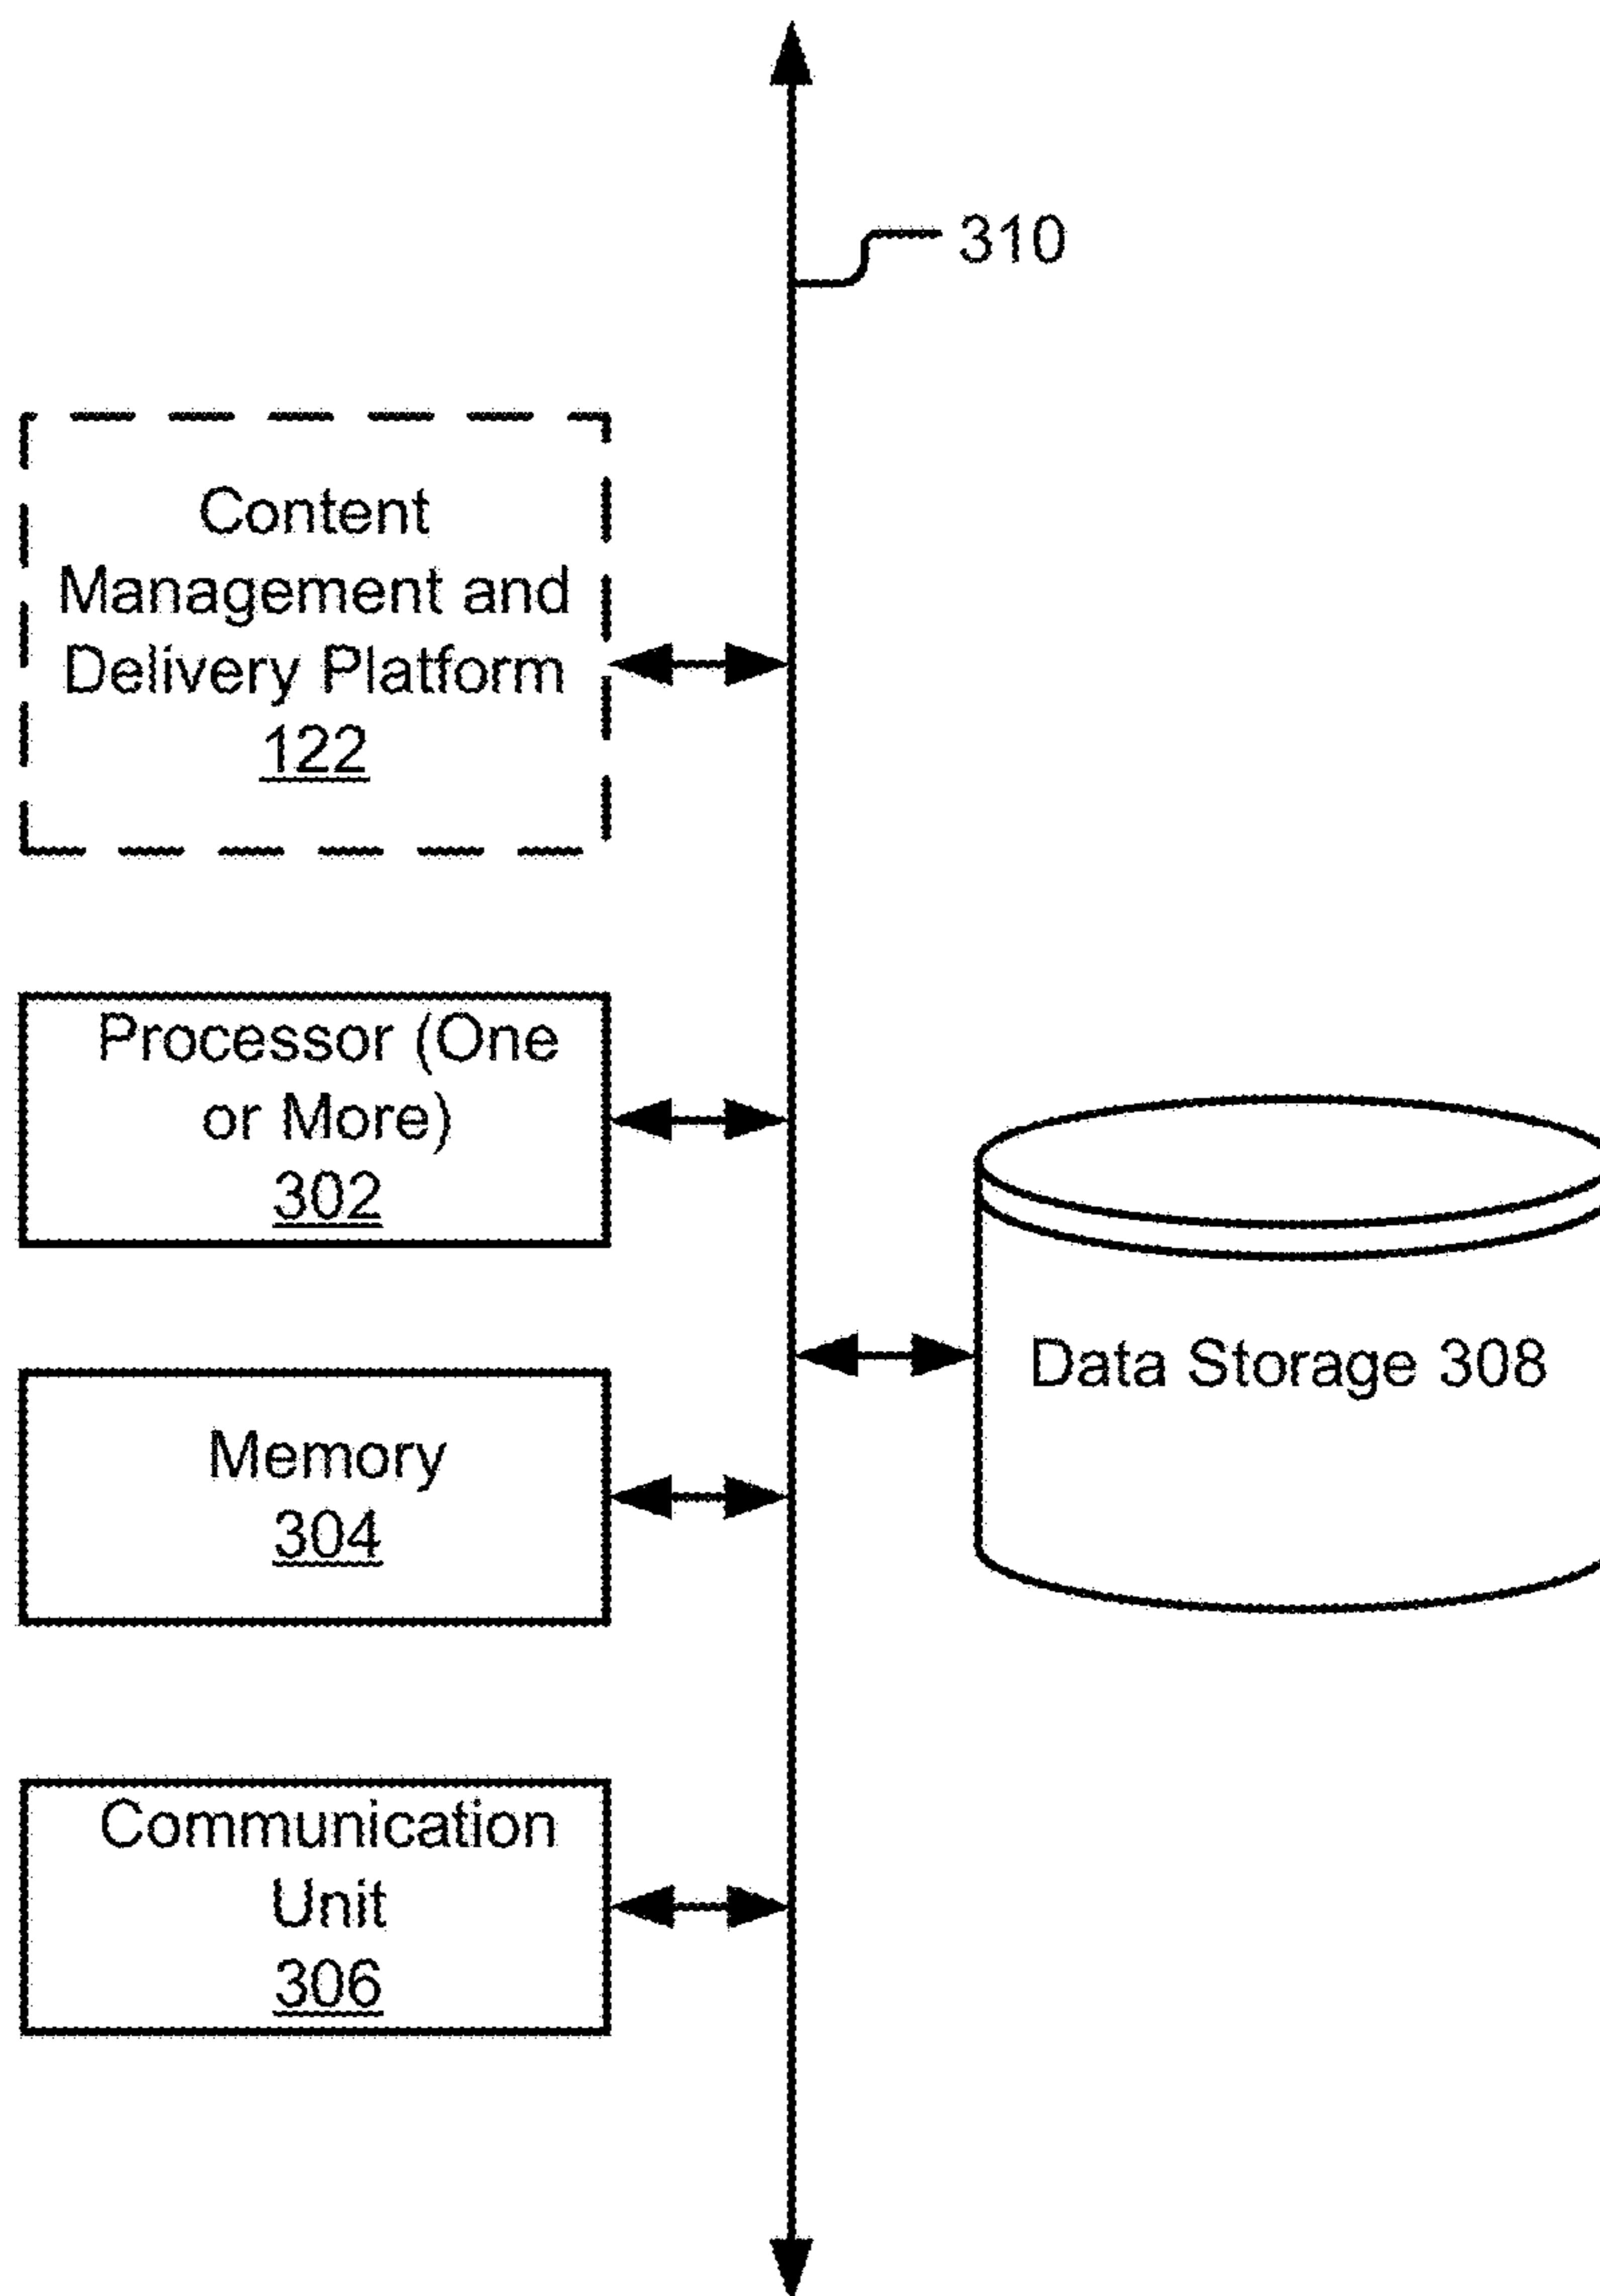 310
Content
Management and
Delivery Platform
122
Processor (One
or More)
302
Data Storage 308
Memory
304
Communication
Unit
306